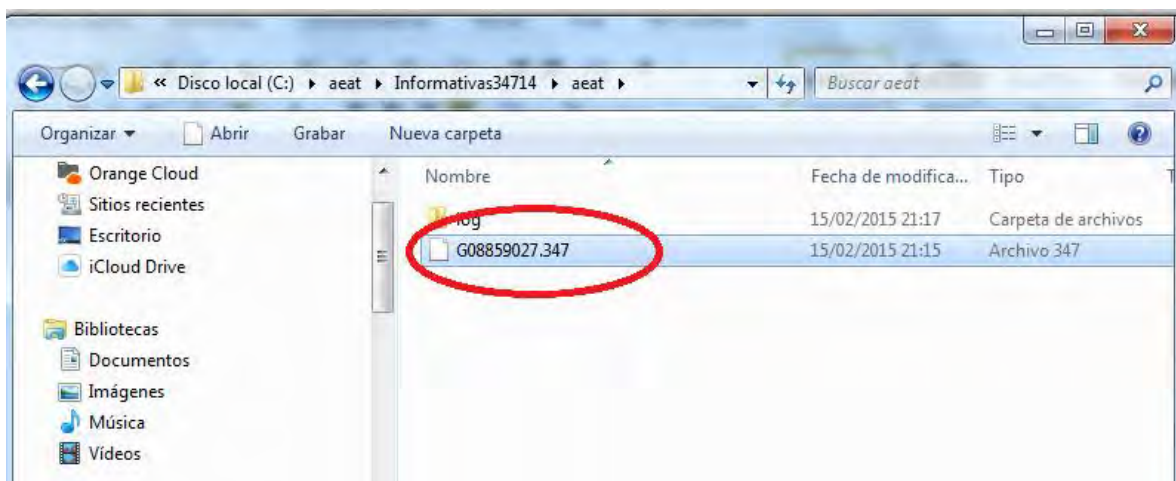 « Disco local (C:) ▸ aeat ▸ Informativas34714 ▸ aeat ▸
Buscar aeat
Organizar Abrir Grabar Nueva carpeta
Orange Cloud
Sitios recientes
Escritorio
iCloud Drive
Bibliotecas
Documentos
Imágenes
Música
Vídeos
Nombre Fecha de modifica... Tipo T
log 15/02/2015 21:17 Carpeta de archivos
G08859027.347 15/02/2015 21:15 Archivo 347